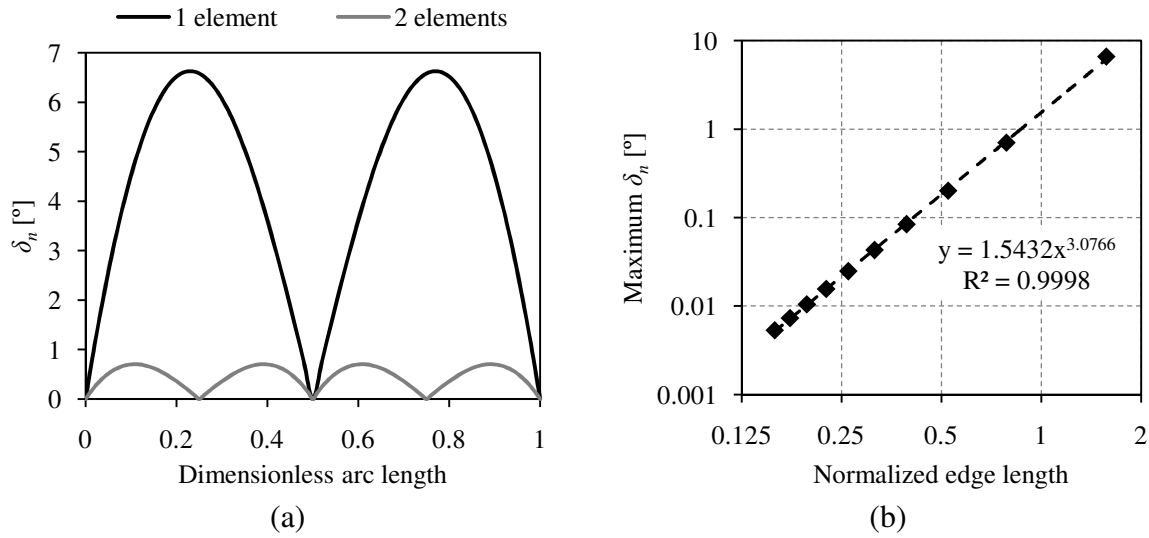 1 element
2 elements
7
6
5
4
3
2
1
0
δn [º]
0
0.2
0.4
0.6
0.8
1
Dimensionless arc length
(a)
10
1
0.1
0.01
0.001
Maximum δn [º]
y = 1.5432x^3.0766
R² = 0.9998
0.125
0.25
0.5
1
2
Normalized edge length
(b)